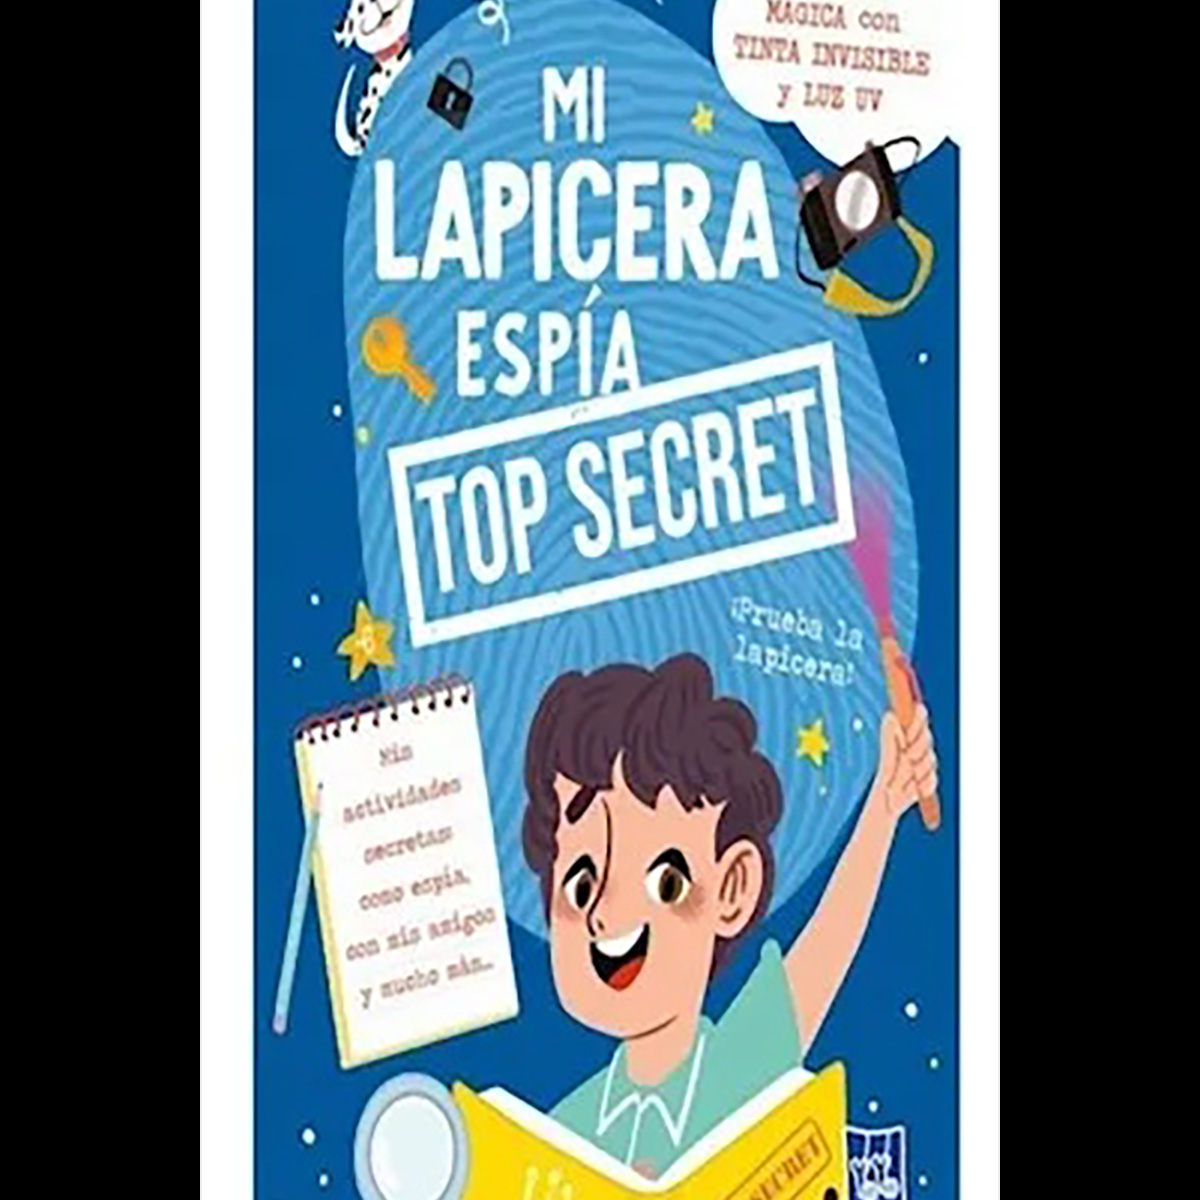 MÁGICA con
TINTA INVISIBLE
y LUZ UV
MI
LAPICERA
ESPÍA
TOP SECRET
¡Prueba la
lapicera!
Mis
actividades
secretas:
como espía,
con mis amigos
y mucho más...
SECRET